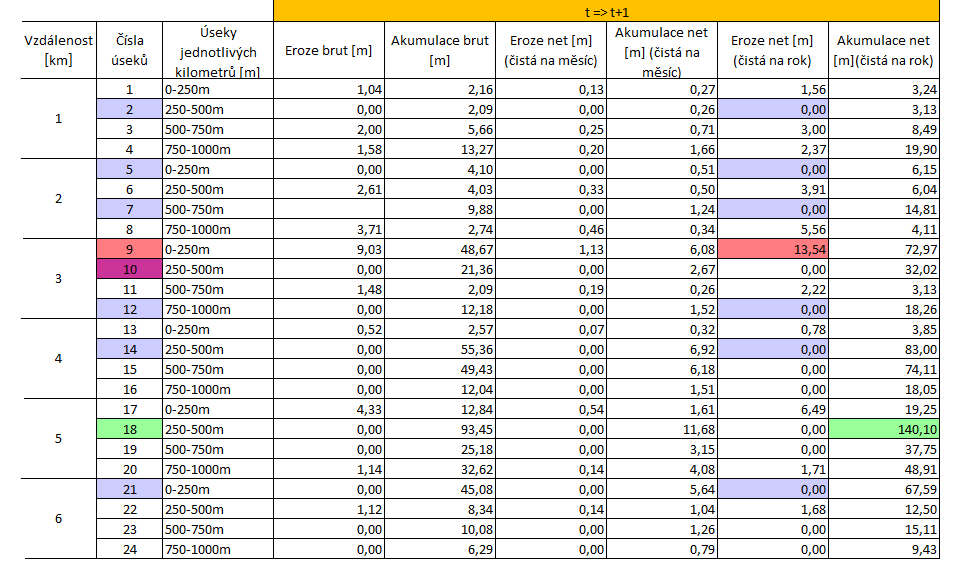 t => t+1
Vzdálenost [km] Čísla úseků Úseky jednotlivých kilometrů [m] Eroze brut [m] Akumulace brut [m] Eroze net [m] (čistá na měsíc) Akumulace net [m] (čistá na měsíc) Eroze net [m] (čistá na rok) Akumulace net [m](čistá na rok)
1 1 0-250m 1,04 2,16 0,13 0,27 1,56 3,24
2 250-500m 0,00 2,09 0,00 0,26 0,00 3,13
3 500-750m 2,00 5,66 0,25 0,71 3,00 8,49
4 750-1000m 1,58 13,27 0,20 1,66 2,37 19,90
2 5 0-250m 0,00 4,10 0,00 0,51 0,00 6,15
6 250-500m 2,61 4,03 0,33 0,50 3,91 6,04
7 500-750m 9,88 0,00 1,24 0,00 14,81
8 750-1000m 3,71 2,74 0,46 0,34 5,56 4,11
3 9 0-250m 9,03 48,67 1,13 6,08 13,54 72,97
10 250-500m 0,00 21,36 0,00 2,67 0,00 32,02
11 500-750m 1,48 2,09 0,19 0,26 2,22 3,13
12 750-1000m 0,00 12,18 0,00 1,52 0,00 18,26
4 13 0-250m 0,52 2,57 0,07 0,32 0,78 3,85
14 250-500m 0,00 55,36 0,00 6,92 0,00 83,00
15 500-750m 0,00 49,43 0,00 6,18 0,00 74,11
16 750-1000m 0,00 12,04 0,00 1,51 0,00 18,05
5 17 0-250m 4,33 12,84 0,54 1,61 6,49 19,25
18 250-500m 0,00 93,45 0,00 11,68 0,00 140,10
19 500-750m 0,00 25,18 0,00 3,15 0,00 37,75
20 750-1000m 1,14 32,62 0,14 4,08 1,71 48,91
6 21 0-250m 0,00 45,08 0,00 5,64 0,00 67,59
22 250-500m 1,12 8,34 0,14 1,04 1,68 12,50
23 500-750m 0,00 10,08 0,00 1,26 0,00 15,11
24 750-1000m 0,00 6,29 0,00 0,79 0,00 9,43